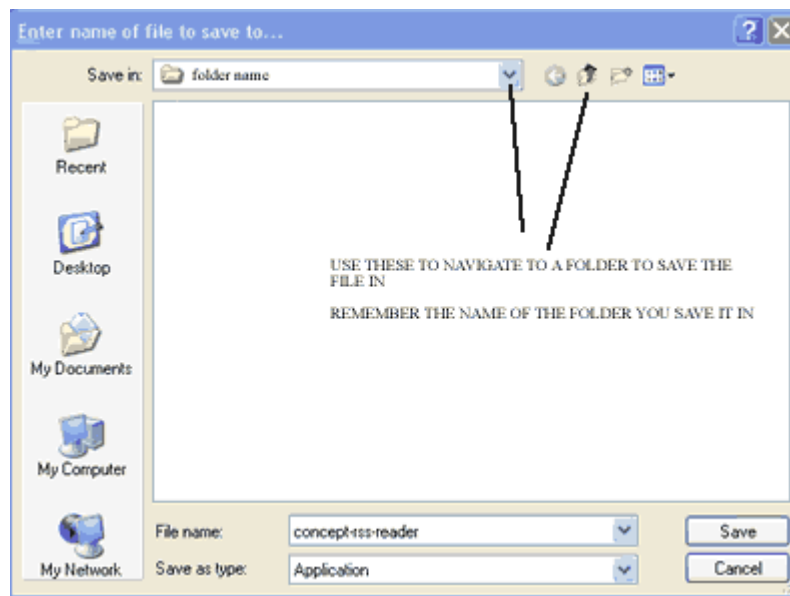 Enter name of file to save to...
Save in: folder name
Recent
Desktop
USE THESE TO NAVIGATE TO A FOLDER TO SAVE THE
FILE IN
REMEMBER THE NAME OF THE FOLDER YOU SAVE IT IN
My Documents
My Computer
My Network
File name: concept-rss-reader Save
Save as type: Application Cancel